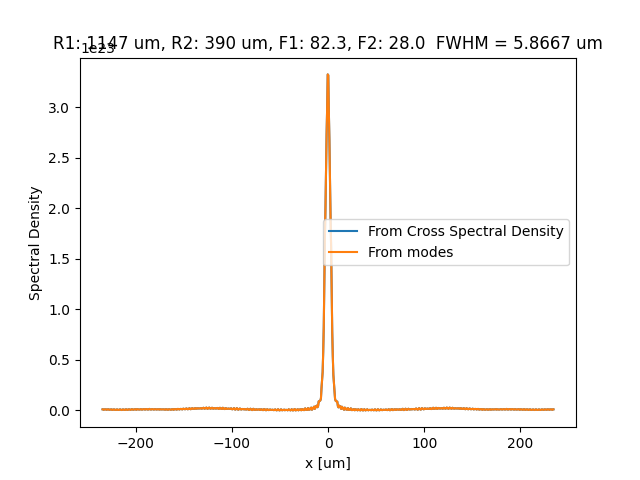 R1: 1147 um, R2: 390 um, F1: 82.3, F2: 28.0  FWHM = 5.8667 um
1e23
3.0
2.5
2.0
1.5
1.0
0.5
0.0
Spectral Density
From Cross Spectral Density
From modes
−200 −100 0 100 200
x [um]